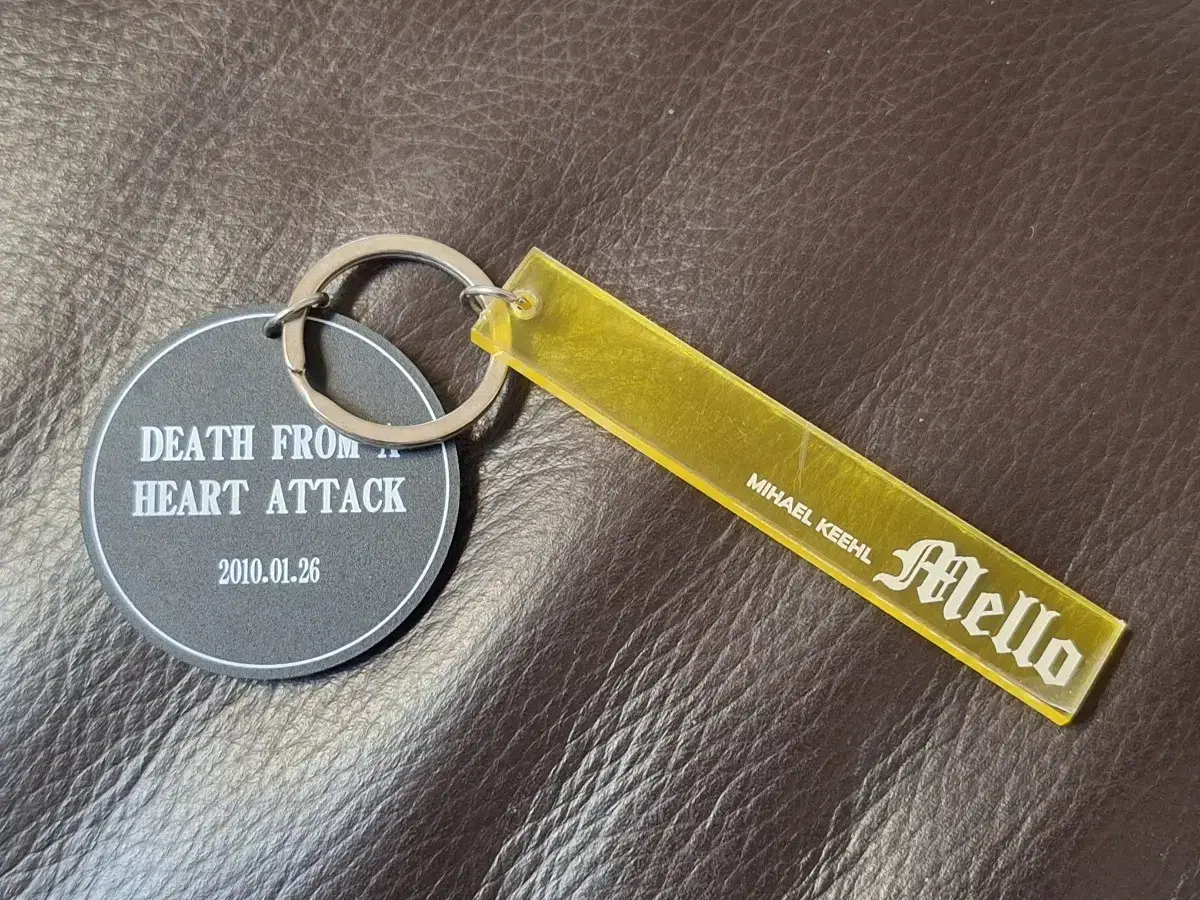 DEATH FROM A
HEART ATTACK
2010.01.26
MIHAEL KEEHL
Mello